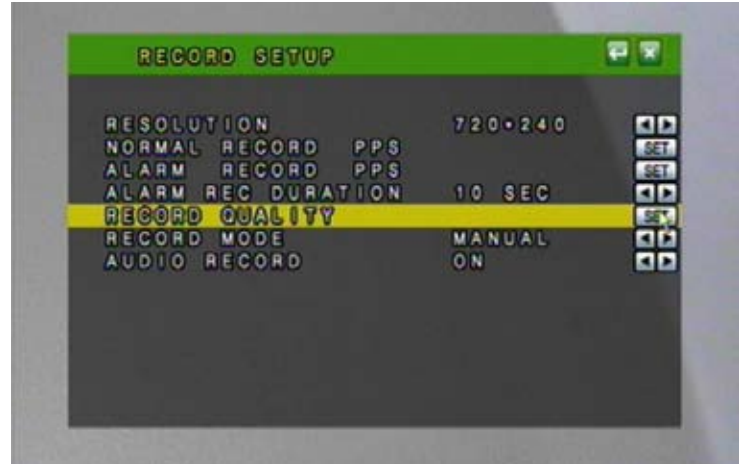 RECORD SETUP
RESOLUTION 720*240
NORMAL RECORD PPS SET
ALARM RECORD PPS SET
ALARM REC DURATION 10 SEC
RECORD QUALITY SET
RECORD MODE MANUAL
AUDIO RECORD ON